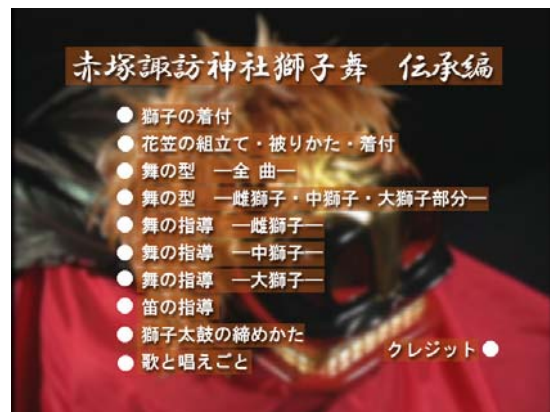 赤塚諏訪神社獅子舞　伝承編
獅子の着付
花笠の組立て・被りかた・着付
舞の型　―全 曲―
舞の型　―雌獅子・中獅子・大獅子部分―
舞の指導　―雌獅子―
舞の指導　―中獅子―
舞の指導　―大獅子―
笛の指導
獅子太鼓の締めかた
歌と唱えごと
クレジット